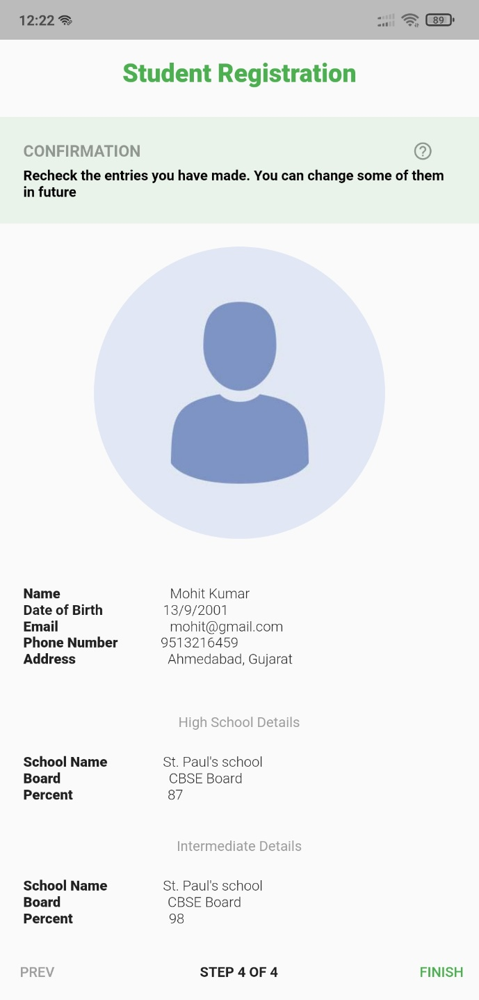 12:22
89
Student Registration
CONFIRMATION
Recheck the entries you have made. You can change some of them
in future
Name Mohit Kumar
Date of Birth 13/9/2001
Email mohit@gmail.com
Phone Number 9513216459
Address Ahmedabad, Gujarat
High School Details
School Name St. Paul's school
Board CBSE Board
Percent 87
Intermediate Details
School Name St. Paul's school
Board CBSE Board
Percent 98
PREV STEP 4 OF 4 FINISH